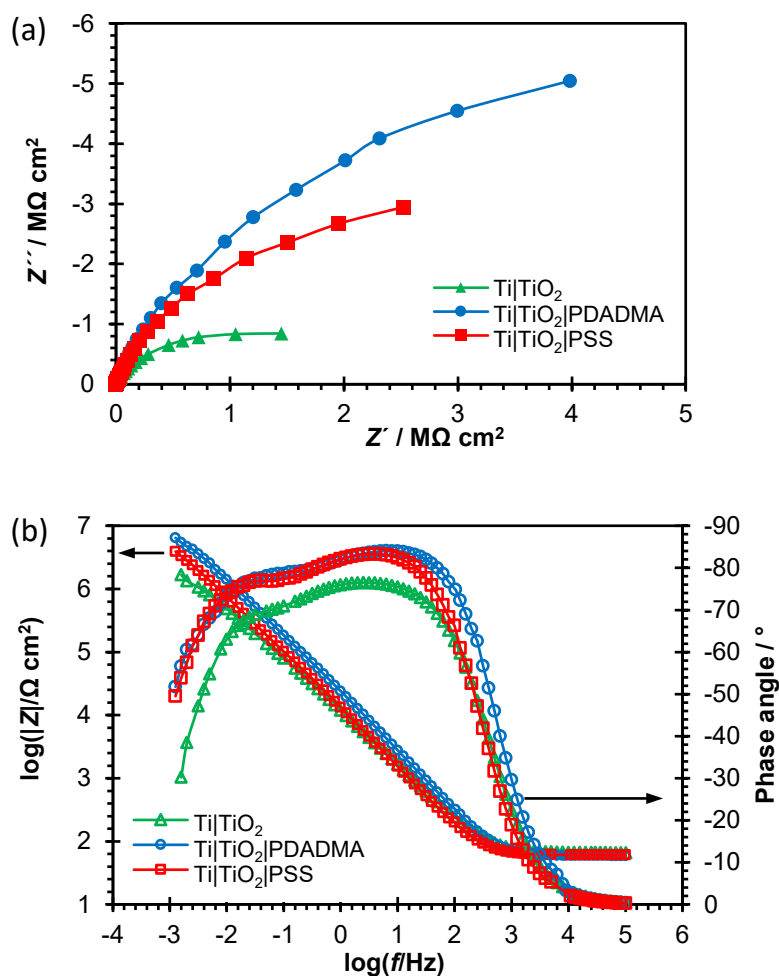 (a)
-6
-5
-4
-3
-2
-1
0
Z´´ / MΩ cm²
Ti|TiO₂
Ti|TiO₂|PDADMA
Ti|TiO₂|PSS
0 1 2 3 4 5
Z´ / MΩ cm²
(b)
7
6
5
4
3
2
1
log(|Z|/Ω cm²)
-90
-80
-70
-60
-50
-40
-30
-20
-10
0
Phase angle / °
Ti|TiO₂
Ti|TiO₂|PDADMA
Ti|TiO₂|PSS
-4 -3 -2 -1 0 1 2 3 4 5 6
log(f/Hz)